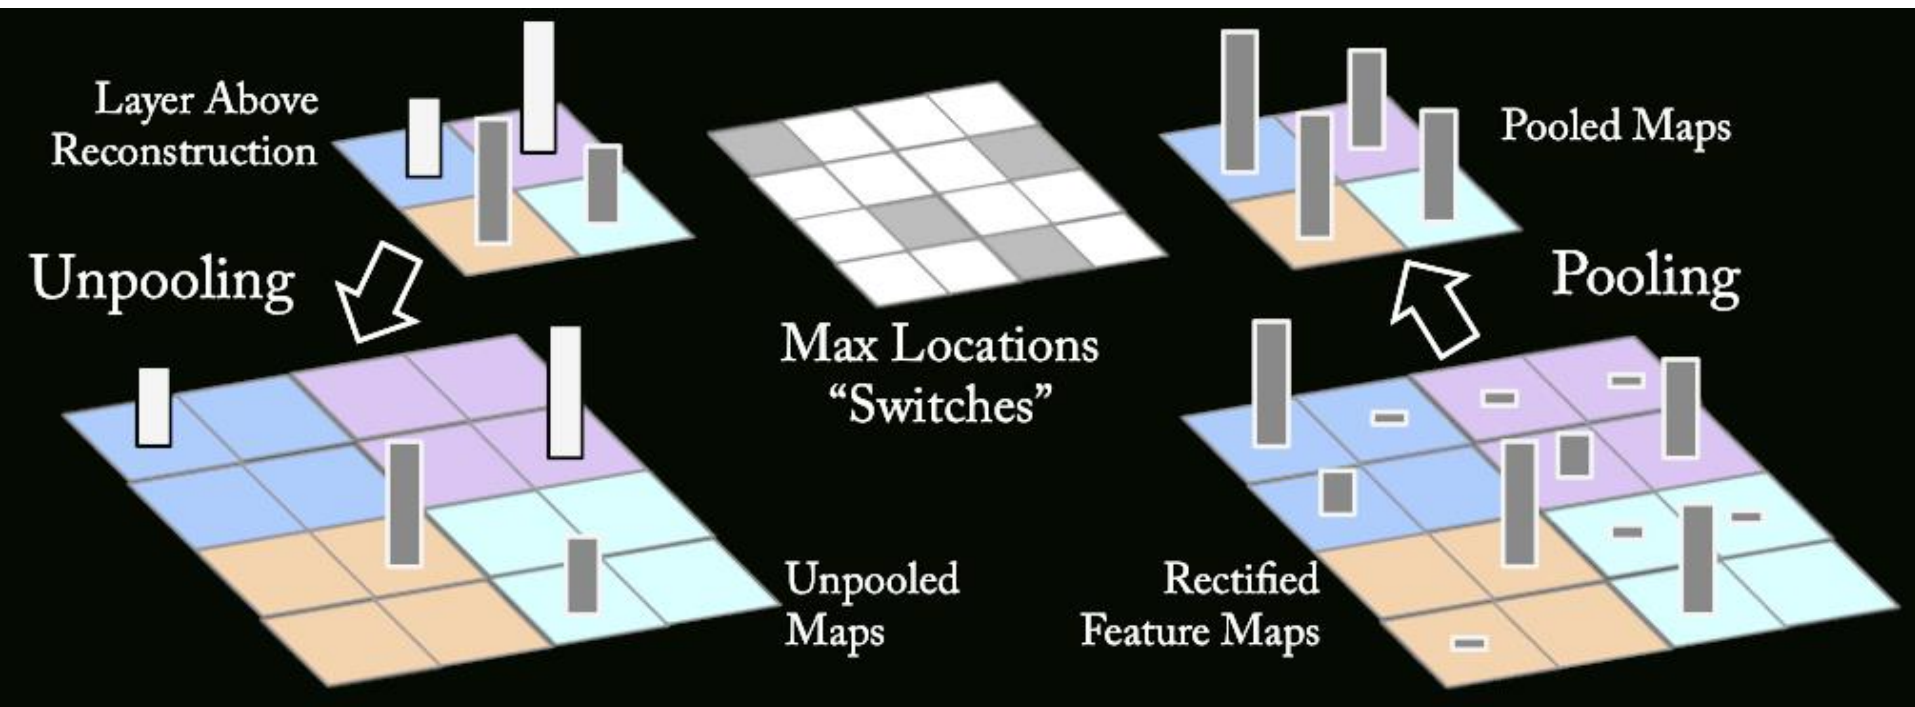 Layer Above
Reconstruction
Pooled Maps
Unpooling
Pooling
Max Locations
“Switches”
Unpooled
Maps
Rectified
Feature Maps